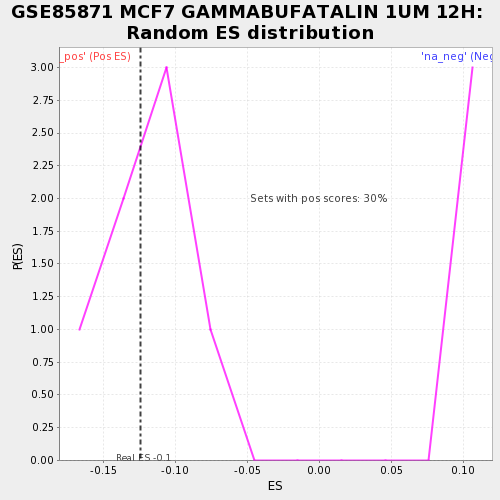 GSE85871 MCF7 GAMMABUFATALIN 1UM 12H:
Random ES distribution
_pos' (Pos ES)
'na_neg' (Neg
3.00
2.75
2.50
2.25
2.00
1.75
1.50
1.25
1.00
0.75
0.50
0.25
0.00
P(ES)
Sets with pos scores: 30%
Real ES -0.1
-0.15
-0.10
-0.05
0.00
0.05
0.10
ES